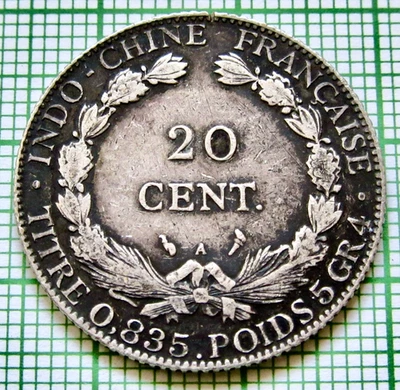 INDO-CHINE FRANÇAISE
20
CENT.
A
· TITRE 0,835. POIDS 5 GR. ·